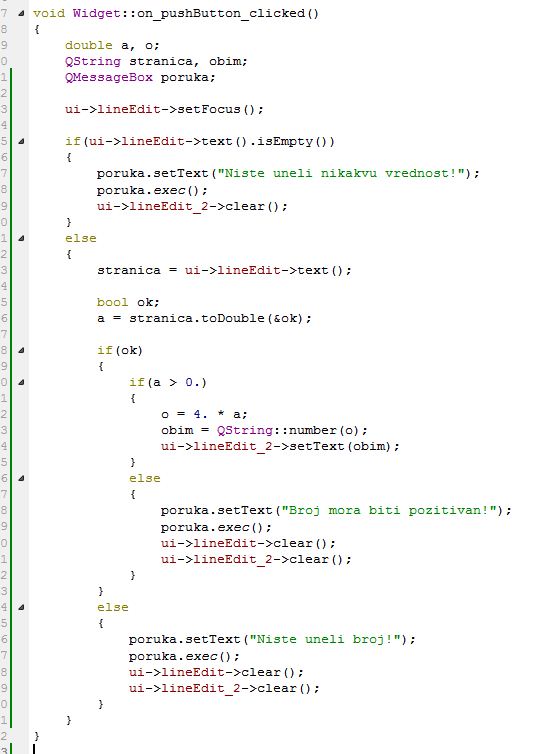 7 void Widget::on_pushButton_clicked()
8 {
9     double a, o;
0     QString stranica, obim;
1     QMessageBox poruka;
2
3     ui->lineEdit->setFocus();
4
5     if(ui->lineEdit->text().isEmpty())
6     {
7         poruka.setText("Niste uneli nikakvu vrednost!");
8         poruka.exec();
9         ui->lineEdit_2->clear();
0     }
1     else
2     {
3         stranica = ui->lineEdit->text();
4
5         bool ok;
6         a = stranica.toDouble(&ok);
7
8         if(ok)
9         {
0             if(a > 0.)
1             {
2                 o = 4. * a;
3                 obim = QString::number(o);
4                 ui->lineEdit_2->setText(obim);
5             }
6             else
7             {
8                 poruka.setText("Broj mora biti pozitivan!");
9                 poruka.exec();
0                 ui->lineEdit->clear();
1                 ui->lineEdit_2->clear();
2             }
3         }
4         else
5         {
6             poruka.setText("Niste uneli broj!");
7             poruka.exec();
8             ui->lineEdit->clear();
9             ui->lineEdit_2->clear();
0         }
1     }
2 }
3